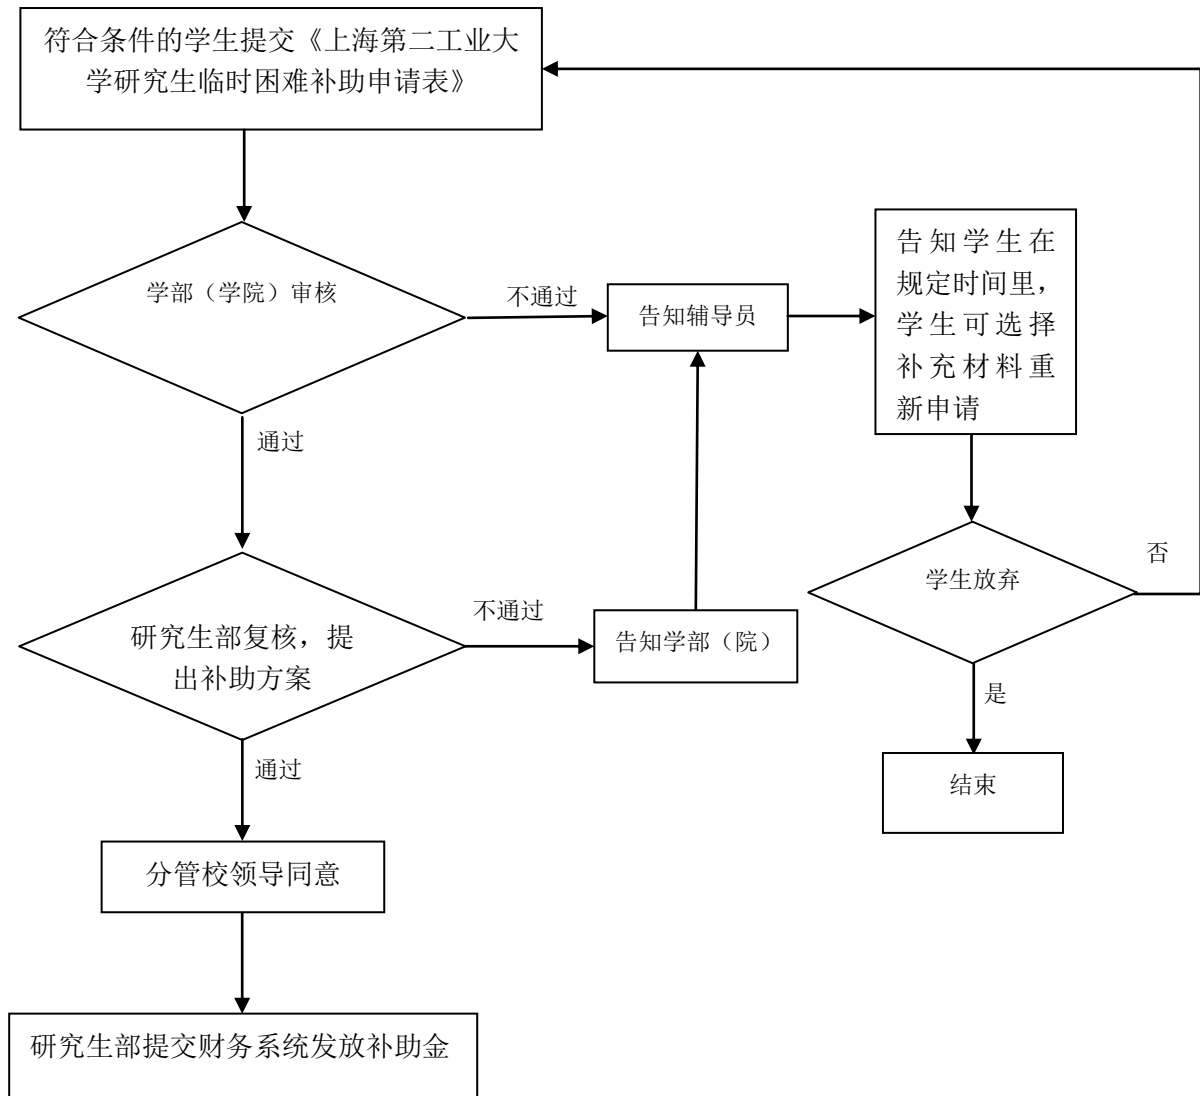 符合条件的学生提交《上海第二工业大
学研究生临时困难补助申请表》
学部（学院）审核
不通过
告知辅导员
告知学生在
规定时间里，
学生可选择
补充材料重
新申请
通过
学生放弃
否
研究生部复核，提
出补助方案
不通过
告知学部（院）
是
通过
结束
分管校领导同意
研究生部提交财务系统发放补助金